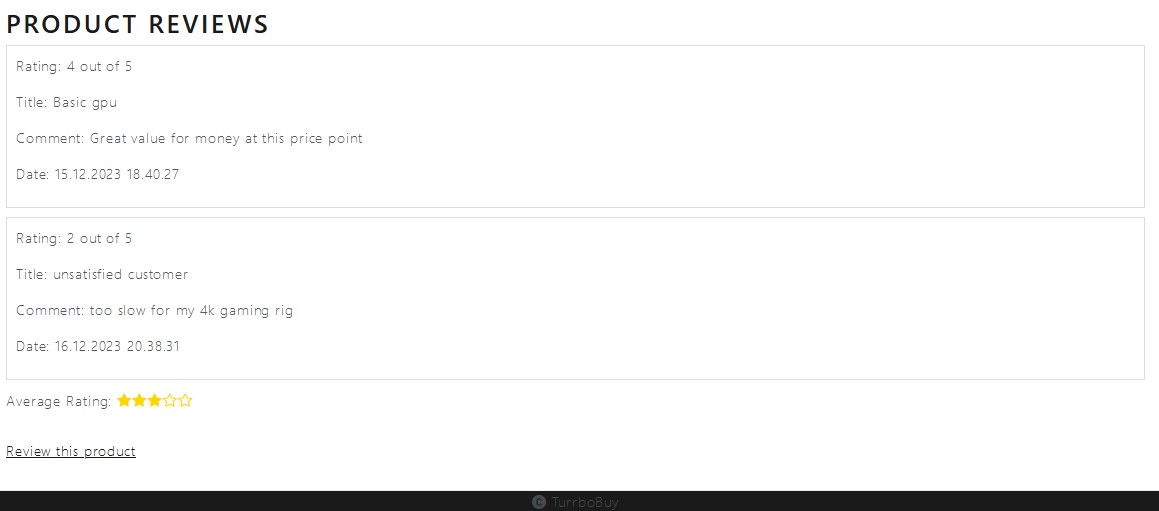 PRODUCT REVIEWS
Rating: 4 out of 5
Title: Basic gpu
Comment: Great value for money at this price point
Date: 15.12.2023 18.40.27
Rating: 2 out of 5
Title: unsatisfied customer
Comment: too slow for my 4k gaming rig
Date: 16.12.2023 20.38.31
Average Rating:
Review this product
© TurrboBuy